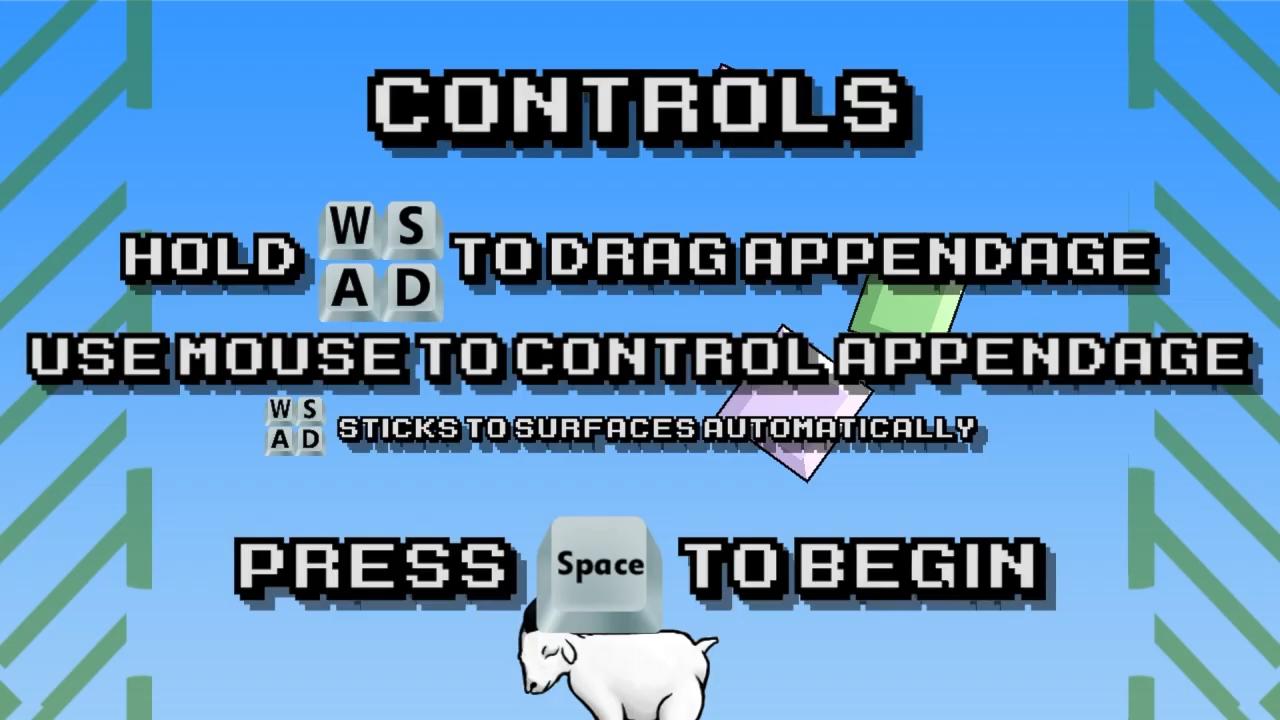 CONTROLS
HOLD W S A D TO DRAG APPENDAGE
USE MOUSE TO CONTROL APPENDAGE
W S A D STICKS TO SURFACES AUTOMATICALLY
PRESS Space TO BEGIN